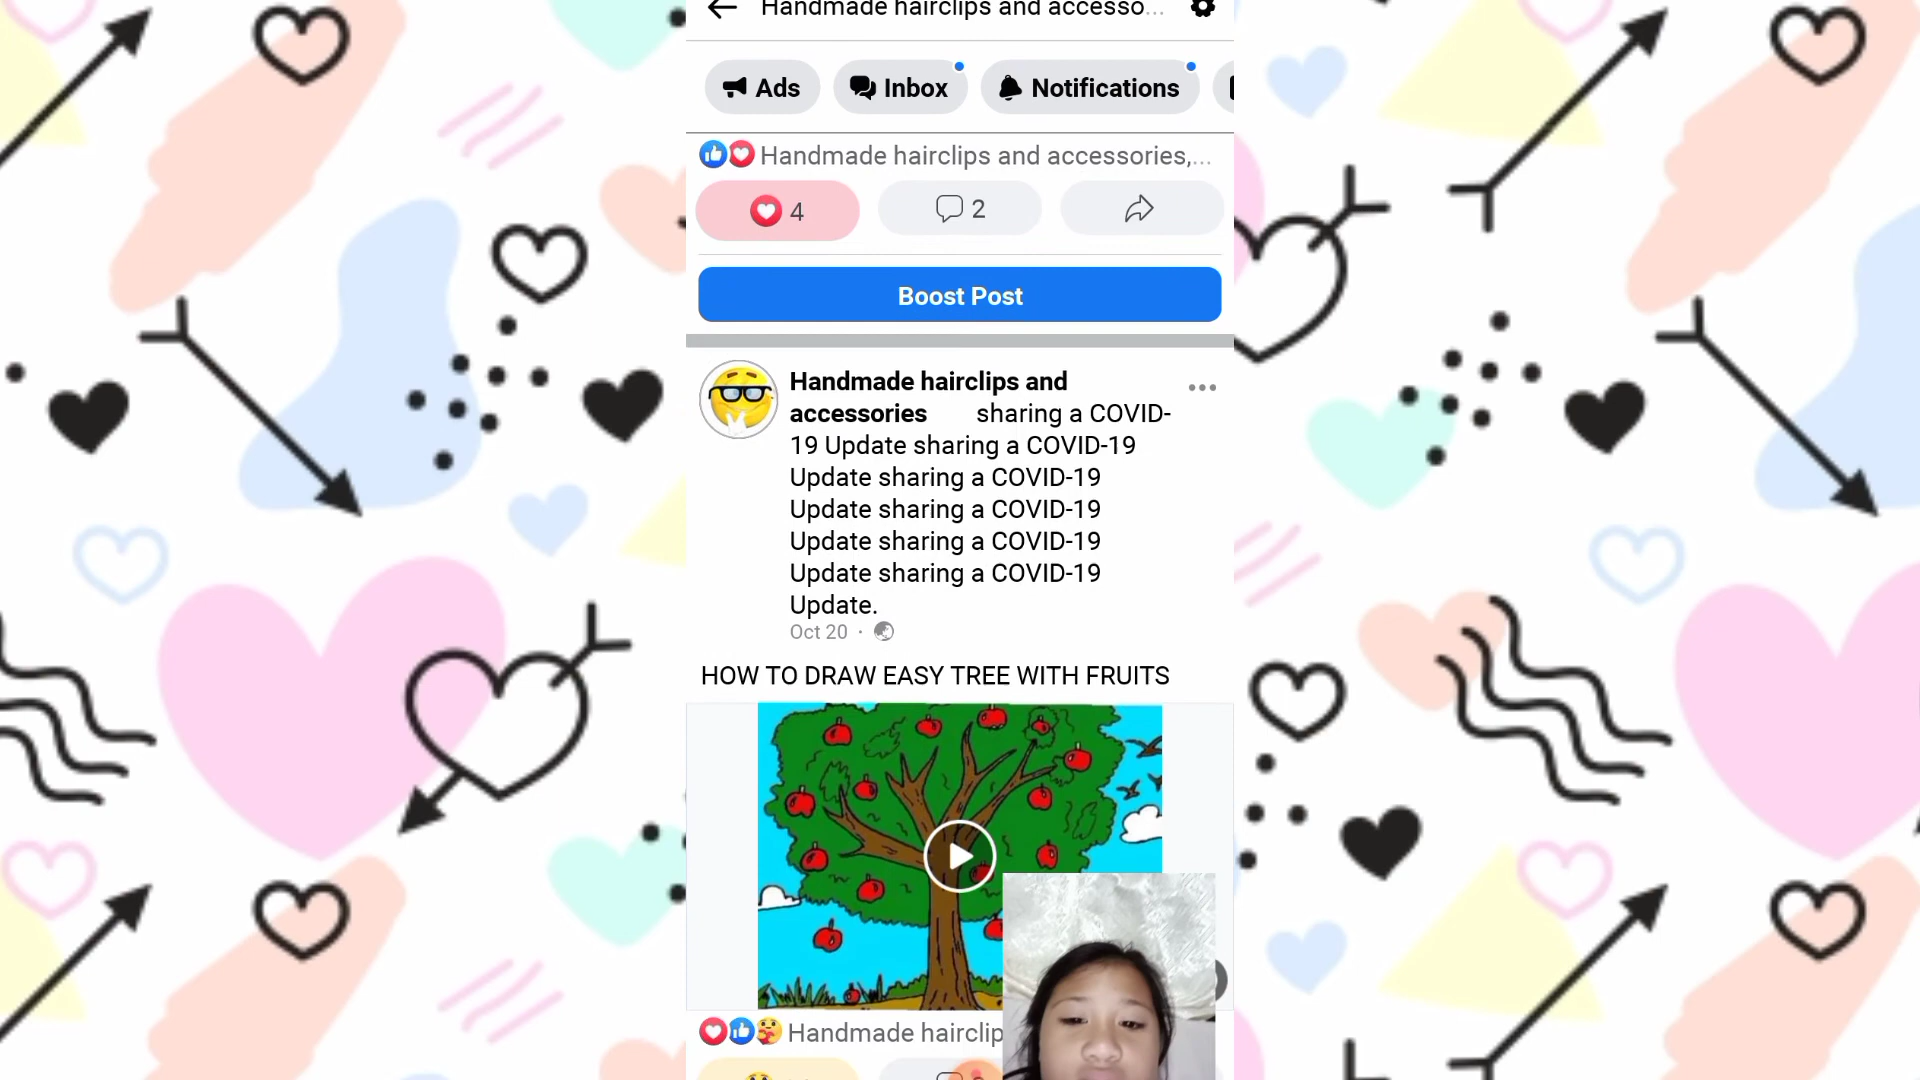 Handmade hairclips and accesso...
Ads
Inbox
Notifications
Handmade hairclips and accessories,...
4
2
Boost Post
Handmade hairclips and
accessories sharing a COVID-
19 Update sharing a COVID-19
Update sharing a COVID-19
Update sharing a COVID-19
Update sharing a COVID-19
Update sharing a COVID-19
Update.
Oct 20 ·
HOW TO DRAW EASY TREE WITH FRUITS
Handmade hairclip